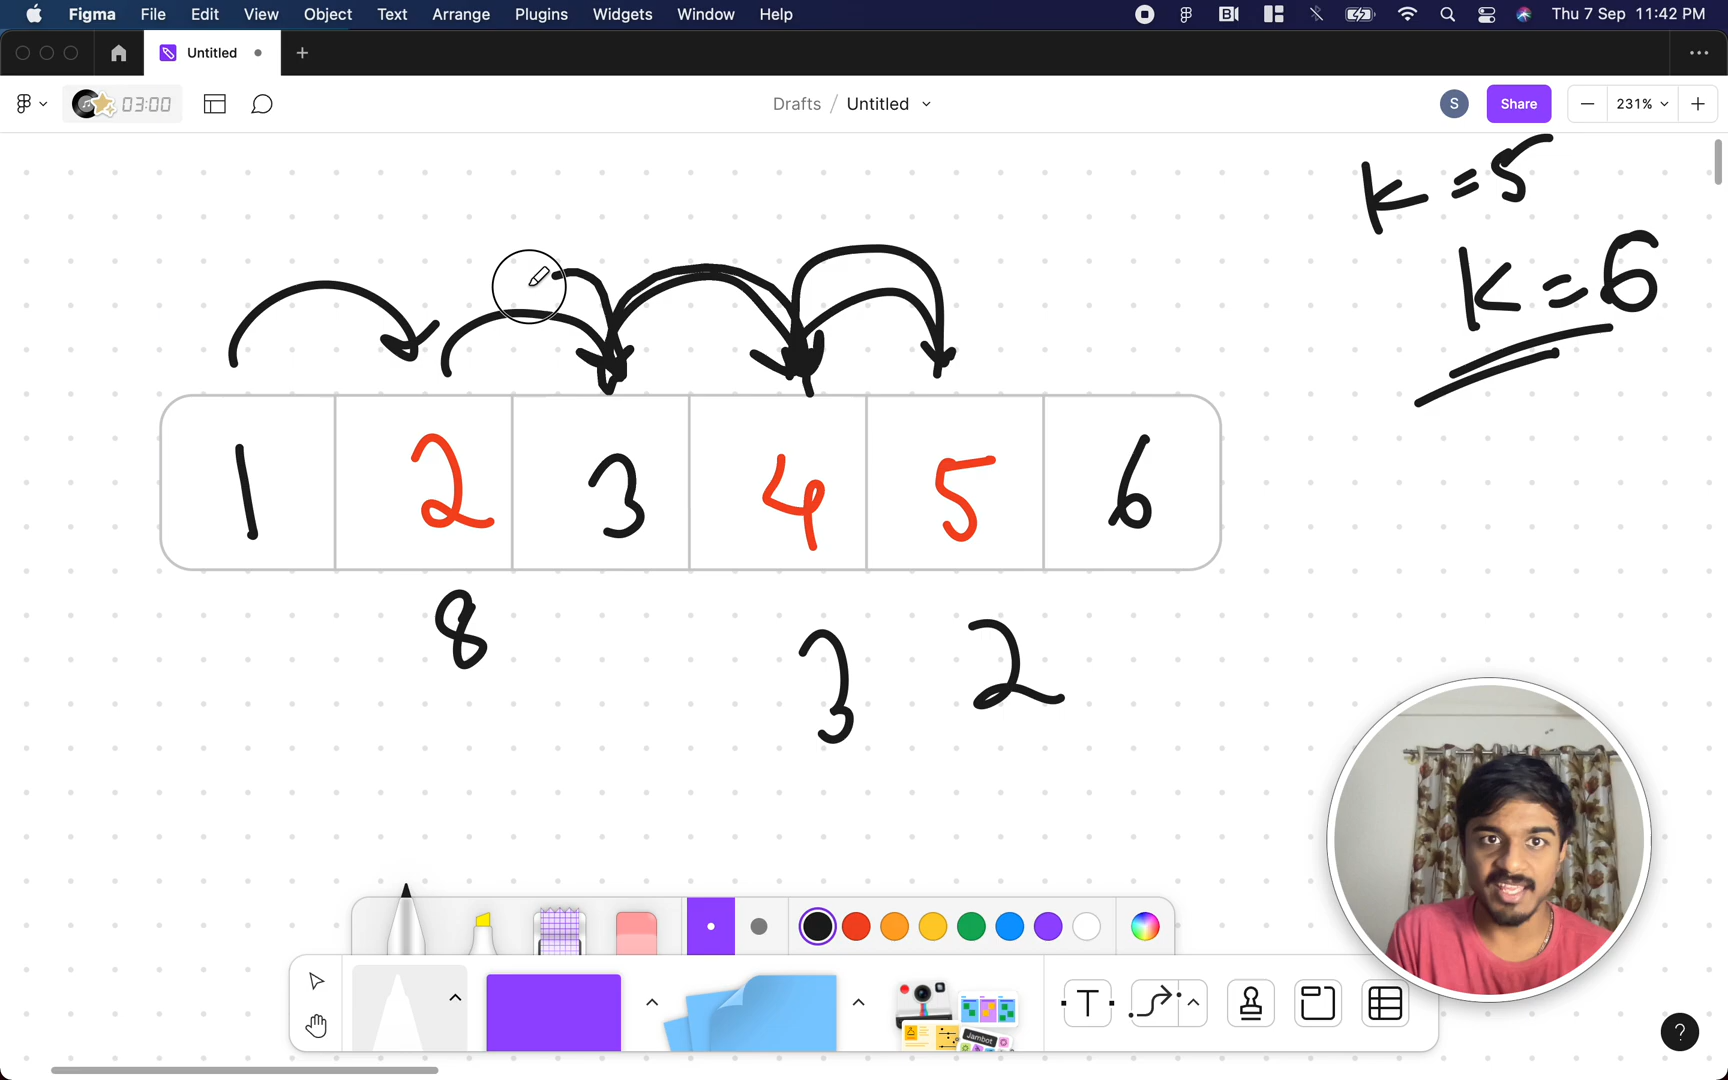 Figma File Edit View Object Text Arrange Plugins Widgets Window Help Thu 7 Sep 11:42 PM
Untitled
03:00 Drafts / Untitled S Share 231%
k=5
k=6
1 2 3 4 5 6
8 3 2
T
Jambot
?